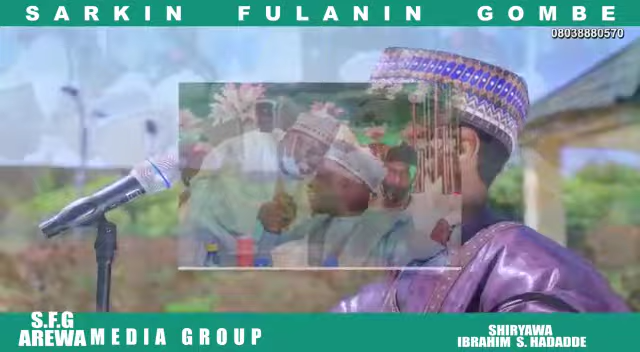 SARKIN FULANIN GOMBE
08038880570
S.F.G
AREWA MEDIA GROUP
SHIRYAWA
IBRAHIM S. HADADDE